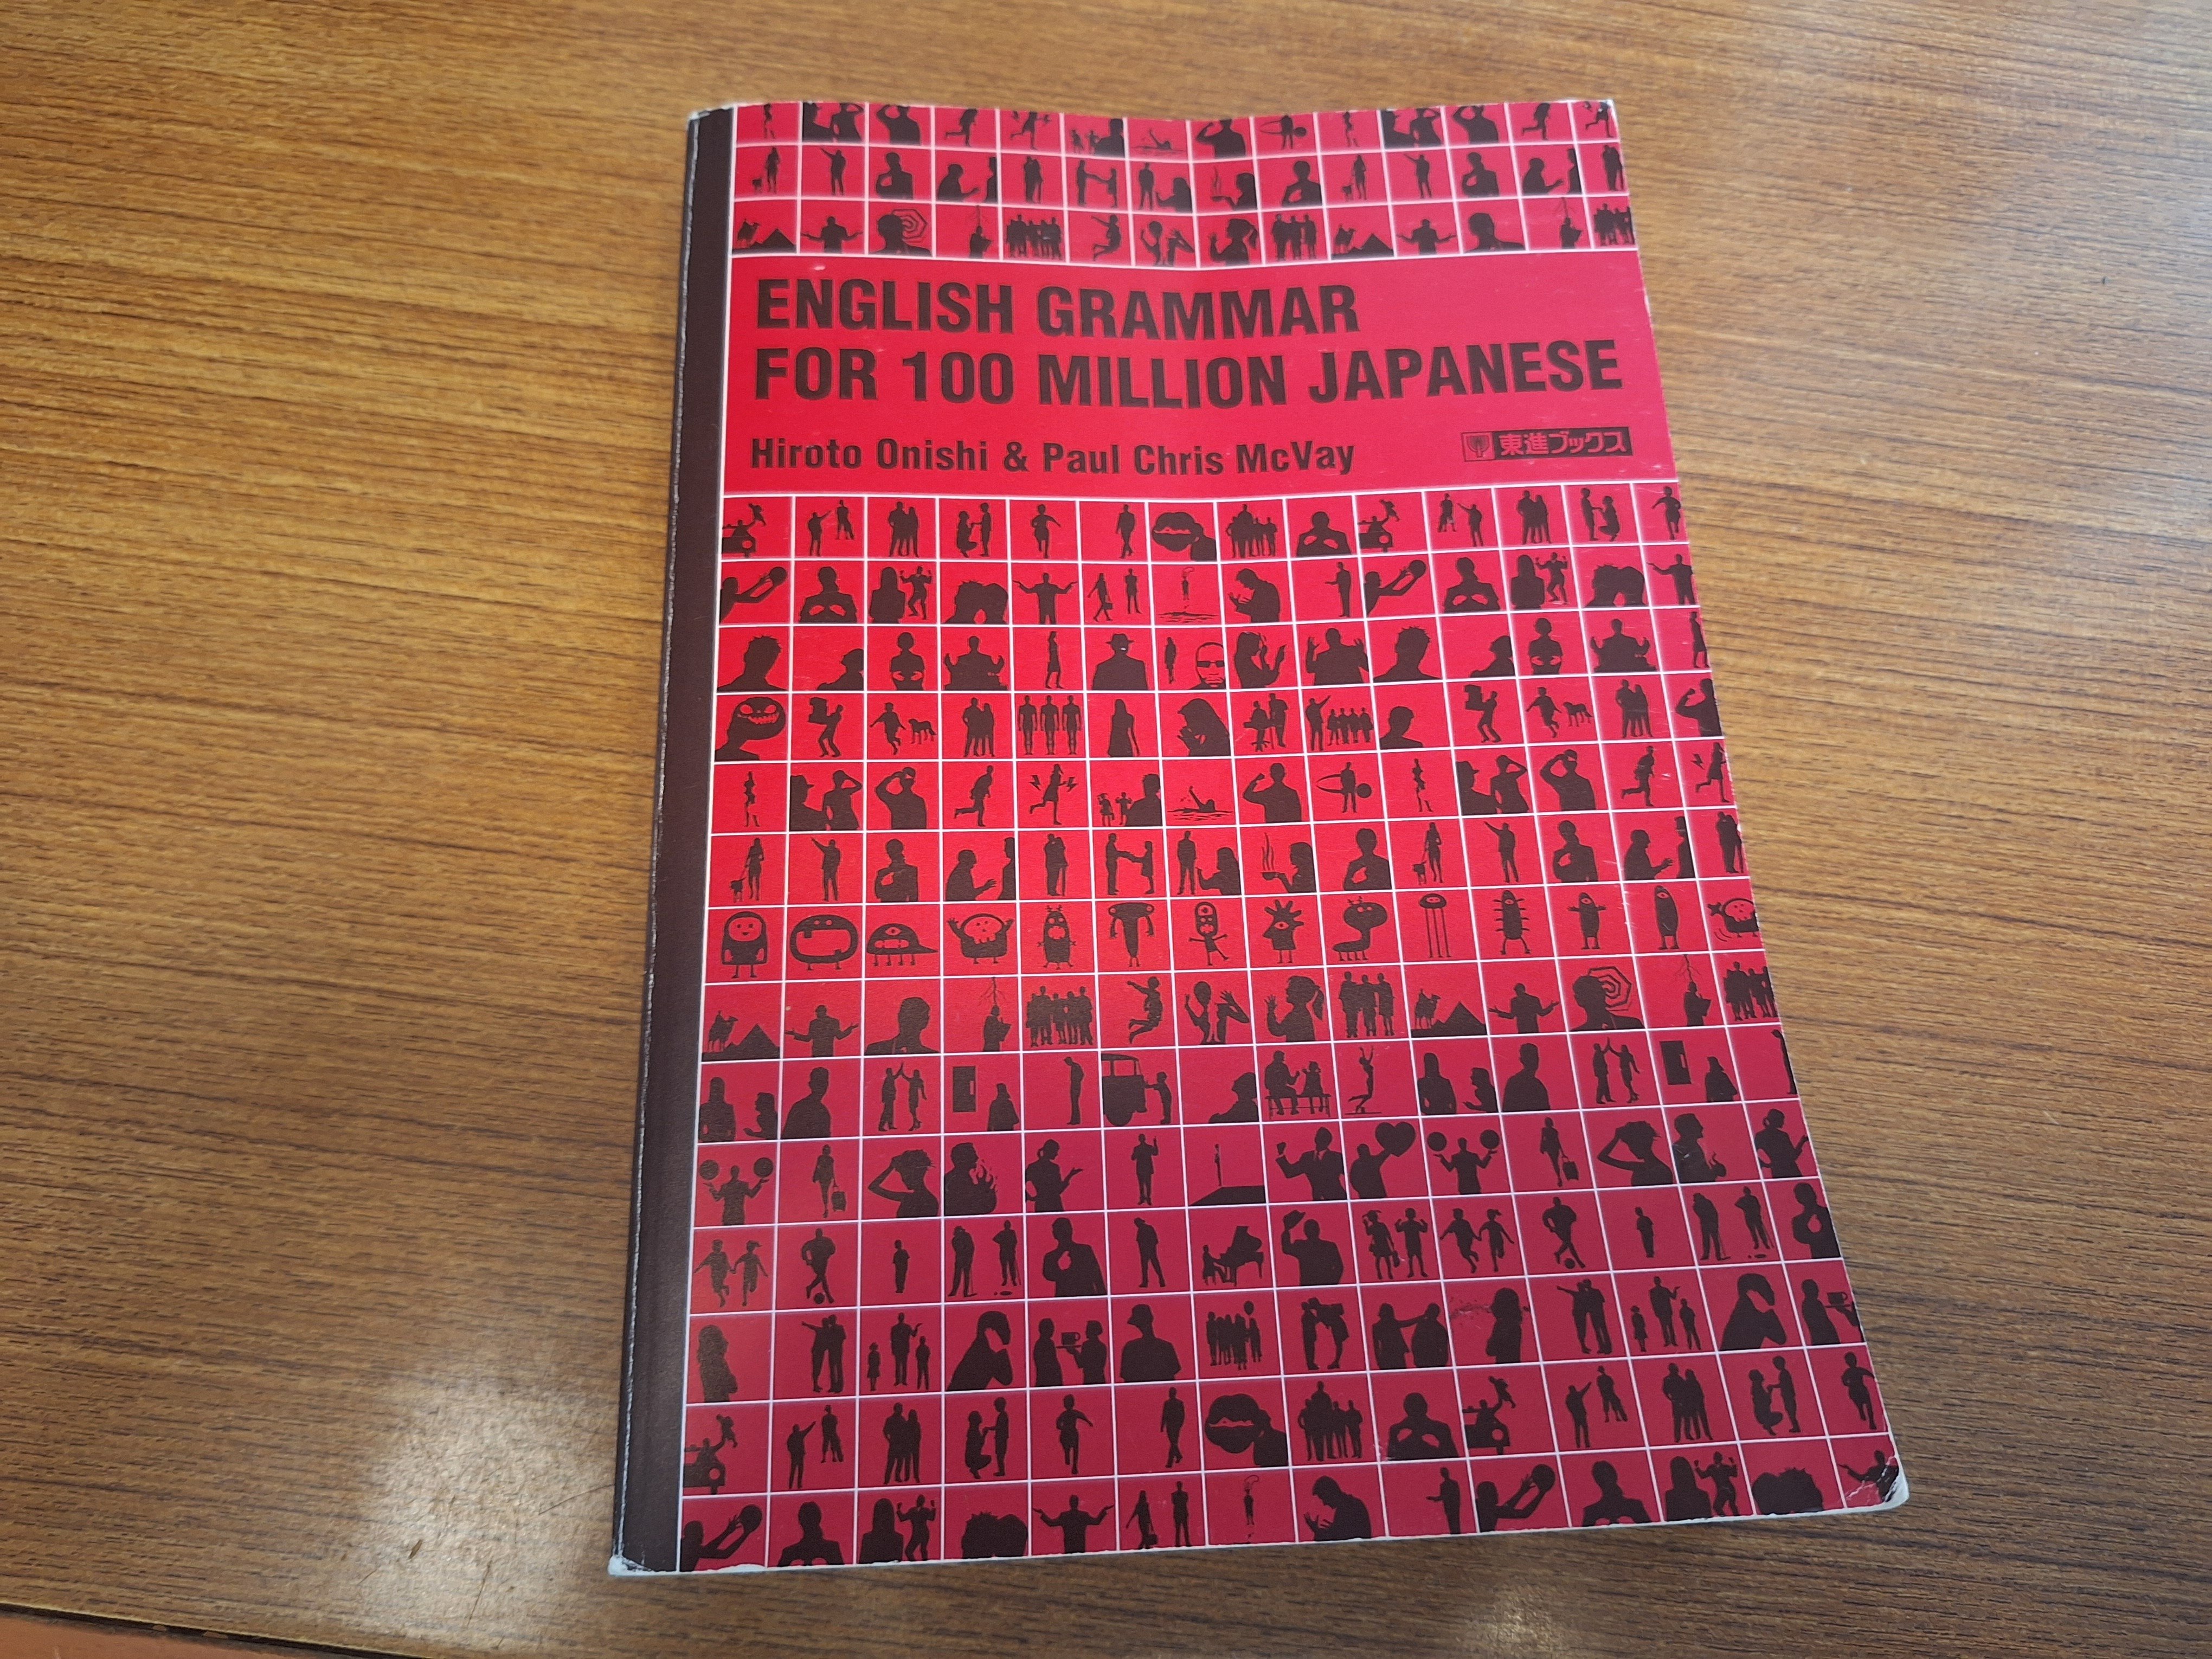 ENGLISH GRAMMAR
FOR 100 MILLION JAPANESE
Hiroto Onishi & Paul Chris McVay
東進ブックス